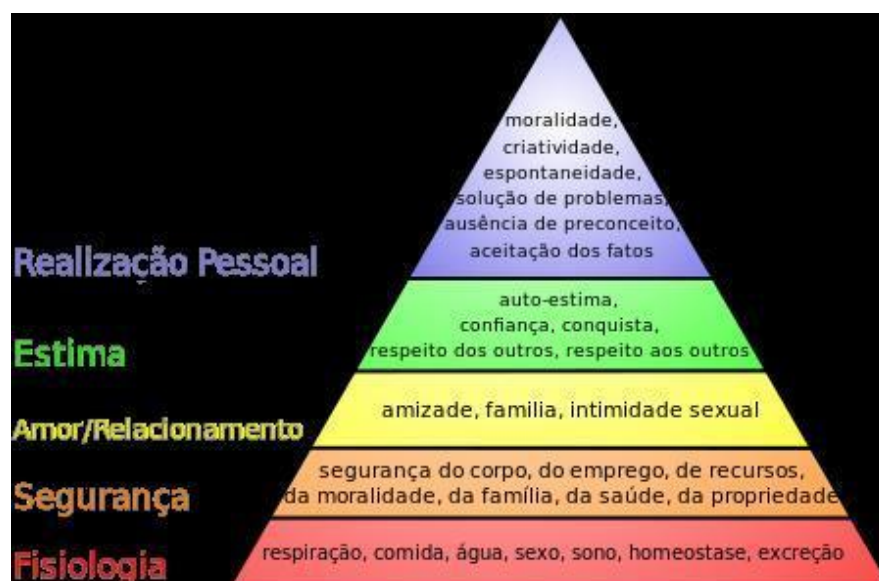 moralidade,
criatividade,
espontaneidade,
solução de problemas,
ausência de preconceito,
aceitação dos fatos
Realização Pessoal
auto-estima,
confiança, conquista,
respeito dos outros, respeito aos outros
Estima
amizade, familia, intimidade sexual
Amor/Relacionamento
segurança do corpo, do emprego, de recursos,
da moralidade, da família, da saúde, da propriedade
Segurança
respiração, comida, água, sexo, sono, homeostase, excreção
Fisiologia